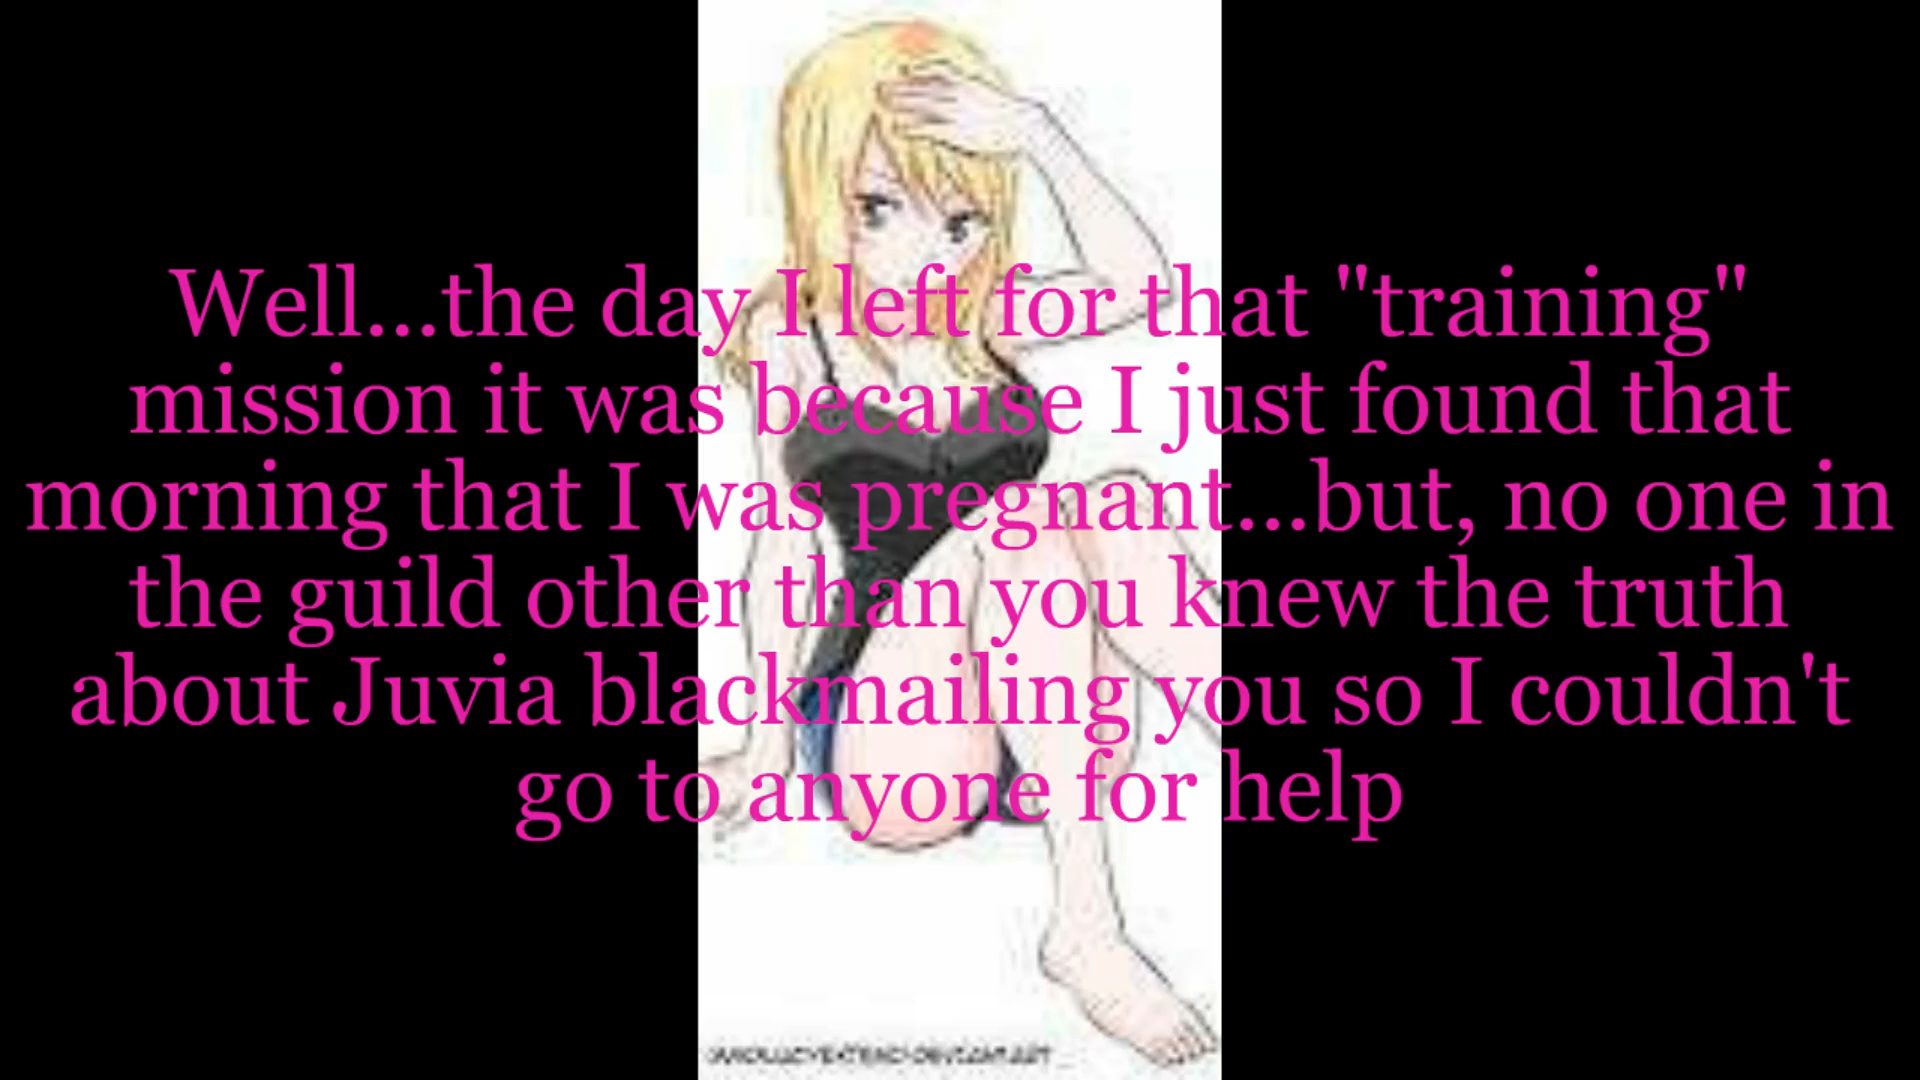 Well...the day I left for that "training"
mission it was because I just found that
morning that I was pregnant...but, no one in
the guild other than you knew the truth
about Juvia blackmailing you so I couldn't
go to anyone for help